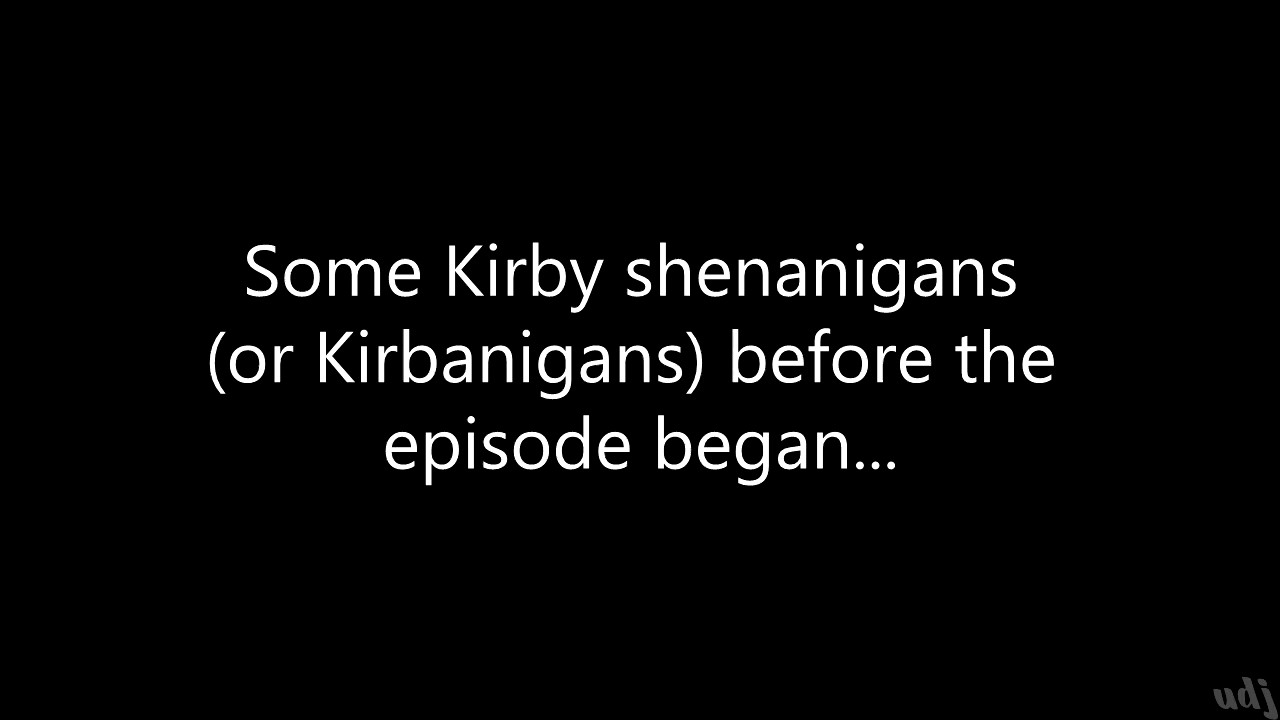 Some Kirby shenanigans
(or Kirbanigans) before the
episode began...
udj